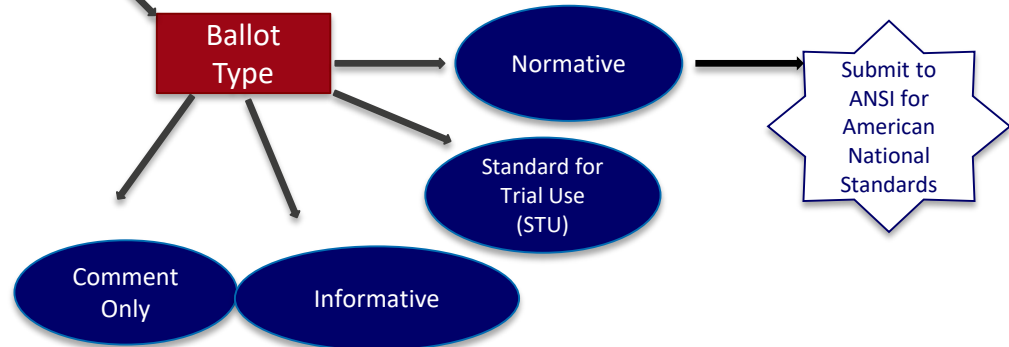 Ballot
Type
Normative
Submit to
ANSI for
American
National
Standards
Standard for
Trial Use
(STU)
Comment
Only
Informative